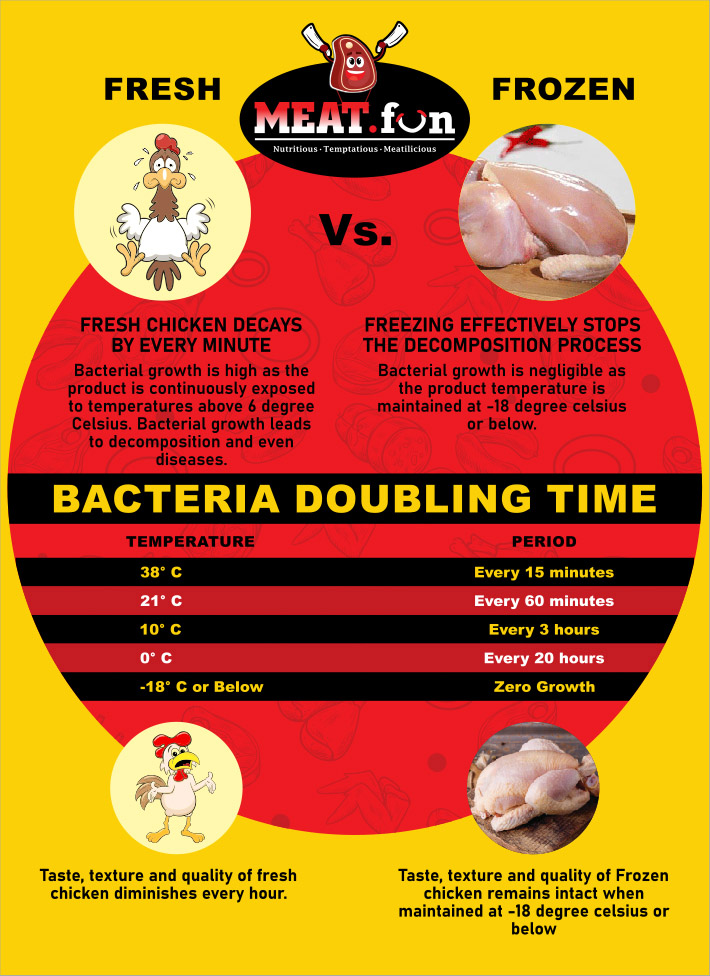 FRESH
FROZEN
MEAT.fun
Nutritious · Temptatious · Meatilicious
Vs.
FRESH CHICKEN DECAYS
BY EVERY MINUTE
Bacterial growth is high as the
product is continuously exposed
to temperatures above 6 degree
Celsius. Bacterial growth leads
to decomposition and even
diseases.
FREEZING EFFECTIVELY STOPS
THE DECOMPOSITION PROCESS
Bacterial growth is negligible as
the product temperature is
maintained at -18 degree celsius
or below.
BACTERIA DOUBLING TIME
TEMPERATURE PERIOD
38° C Every 15 minutes
21° C Every 60 minutes
10° C Every 3 hours
0° C Every 20 hours
-18° C or Below Zero Growth
Taste, texture and quality of fresh
chicken diminishes every hour.
Taste, texture and quality of Frozen
chicken remains intact when
maintained at -18 degree celsius or
below